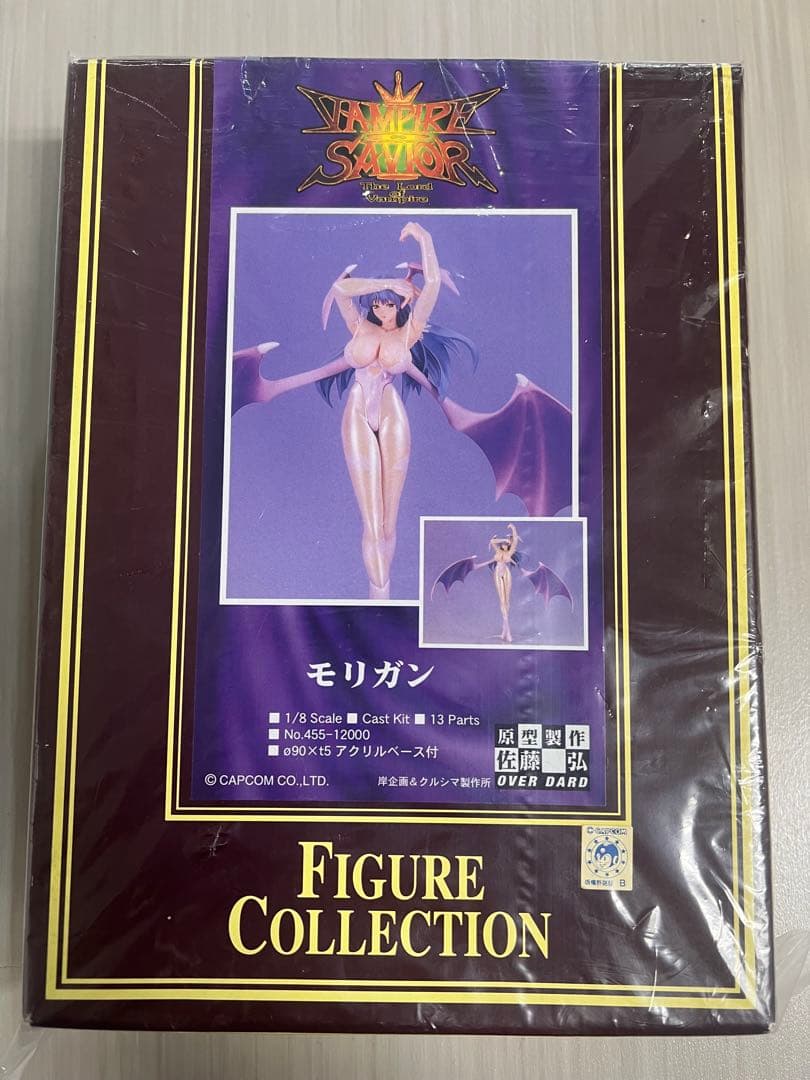 VAMPIRE
SAVIOR
The Lord
of
Vampire
モリガン
■ 1/8 Scale ■ Cast Kit ■ 13 Parts
■ No.455-12000
■ ø90×t5 アクリルベース付
原型製作
佐藤 弘
OVER DARD
© CAPCOM CO.,LTD.
岸企画&クルシマ製作所
© CAPCOM
B
FIGURE
COLLECTION